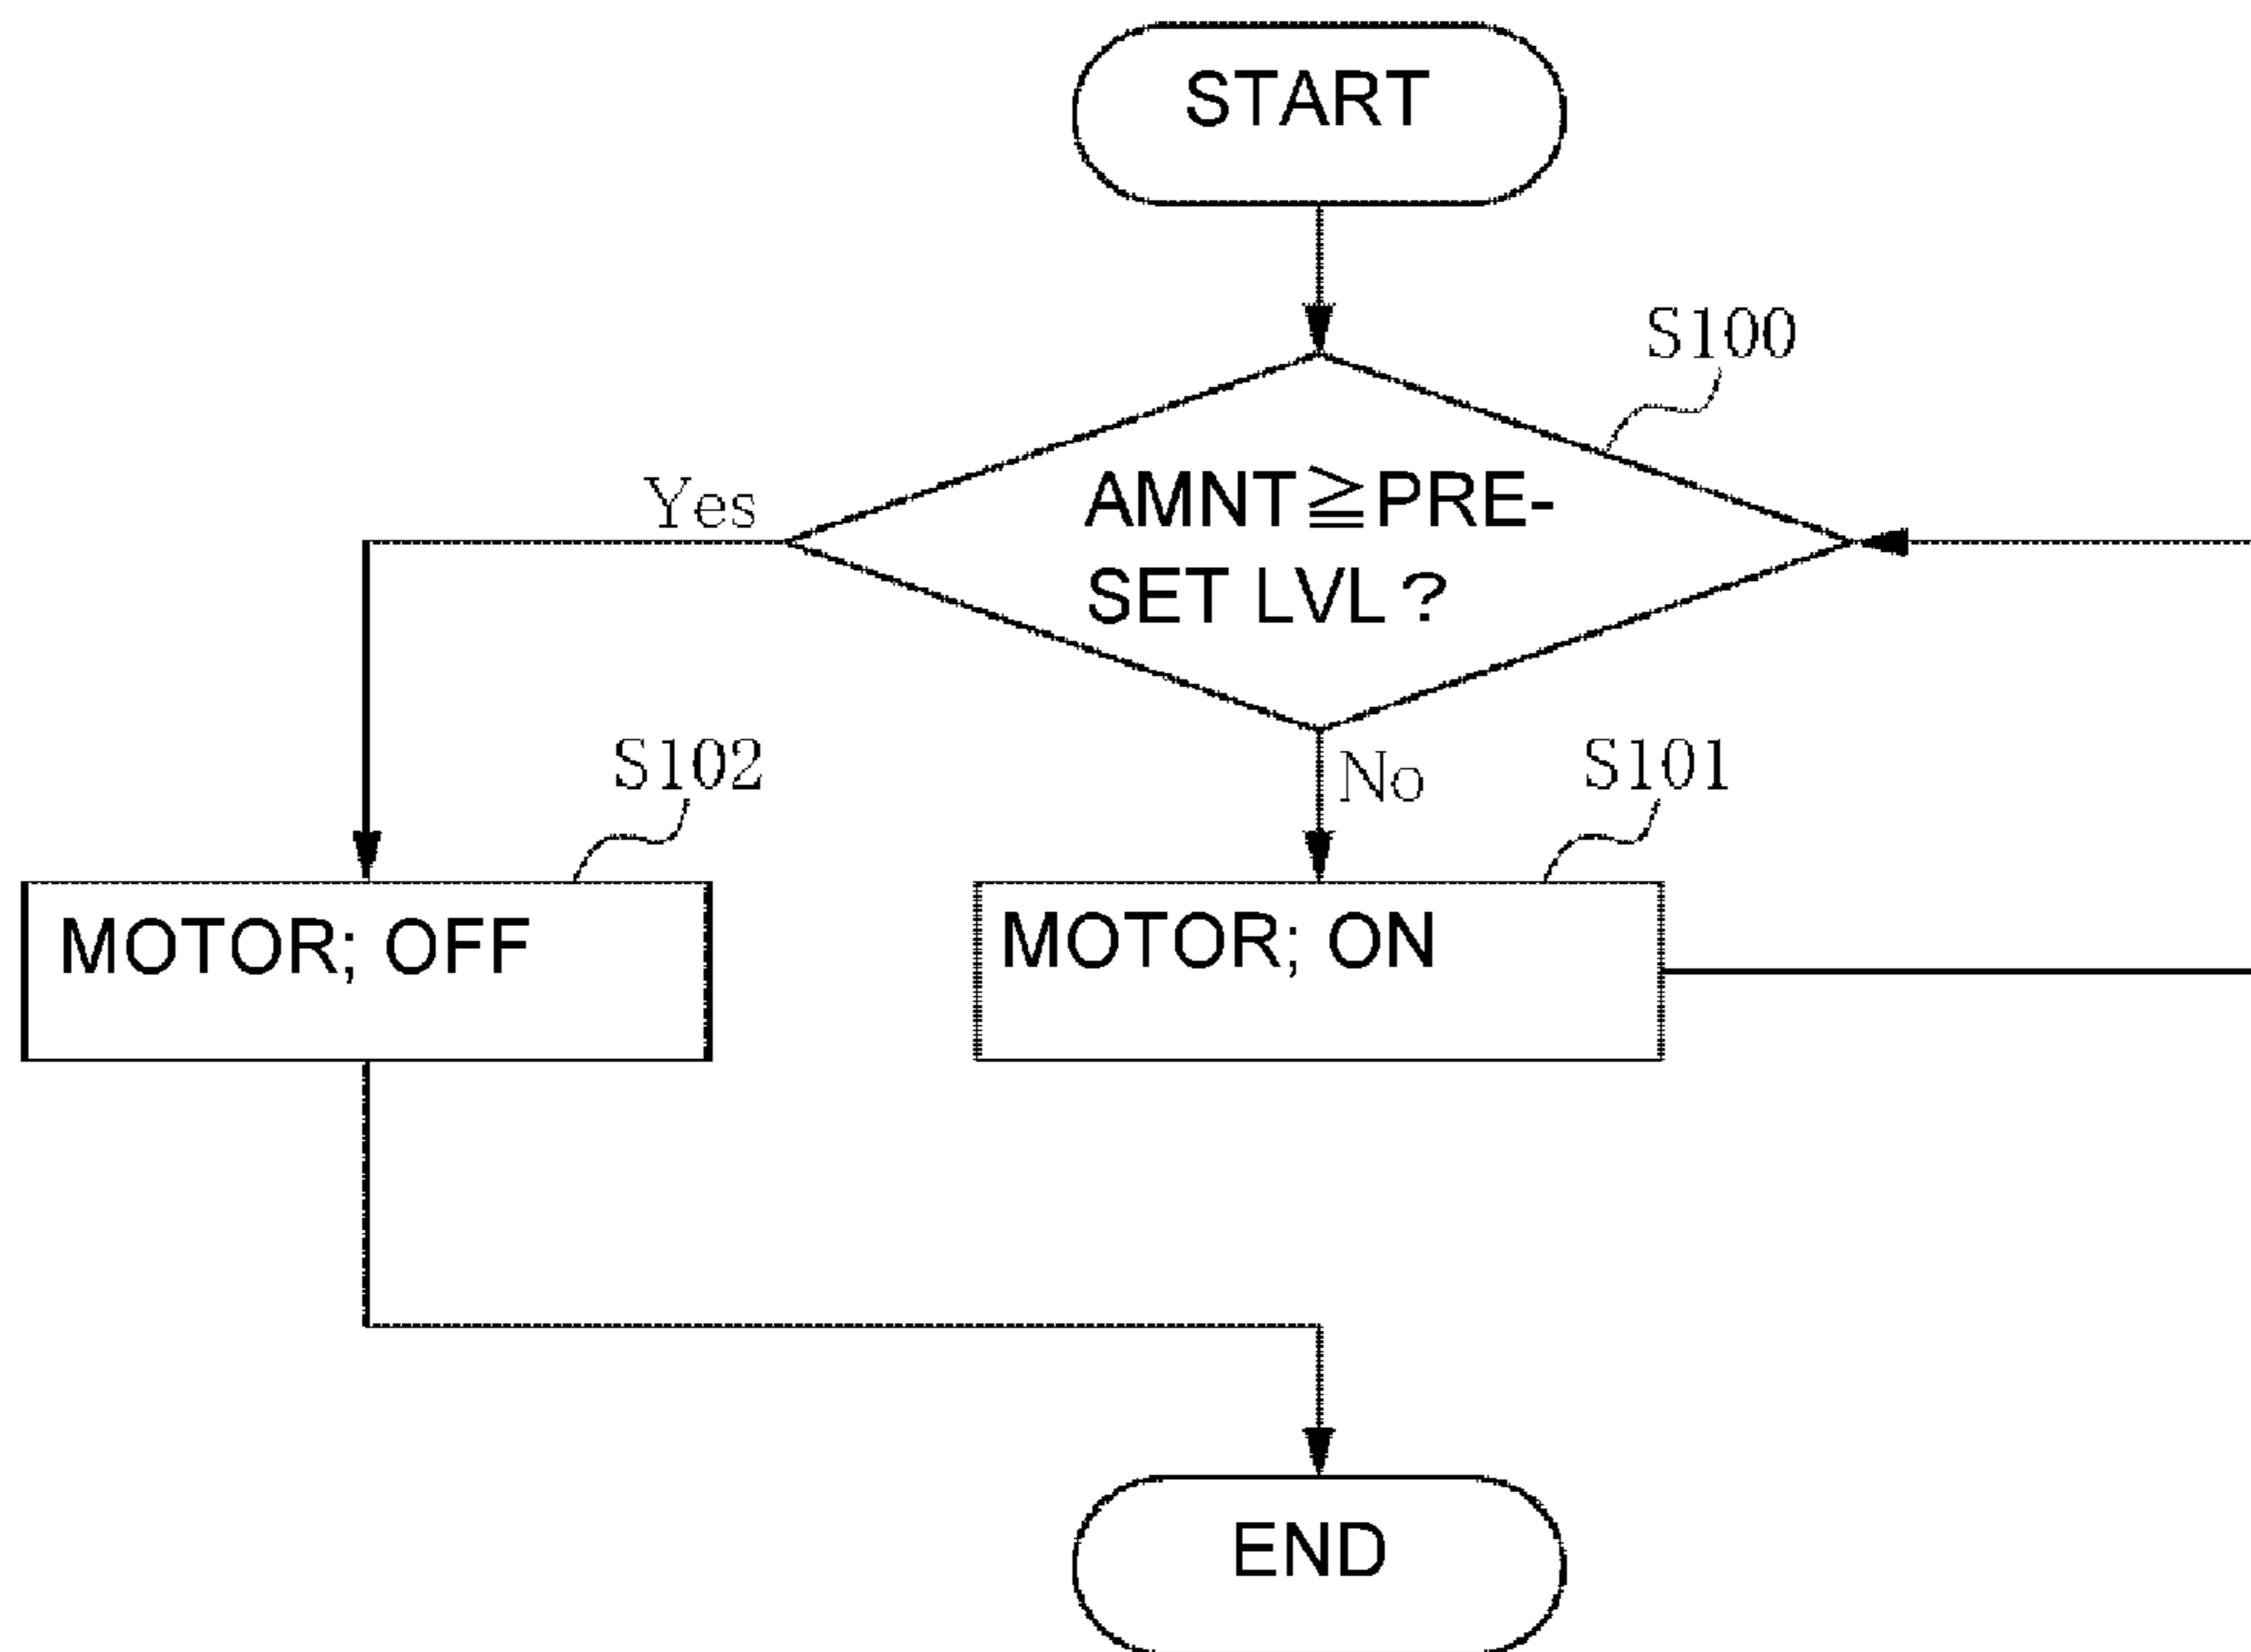 START
S100
Yes
AMNT≧PRE-
SET LVL ?
No
S102
S101
MOTOR; OFF
MOTOR; ON
END